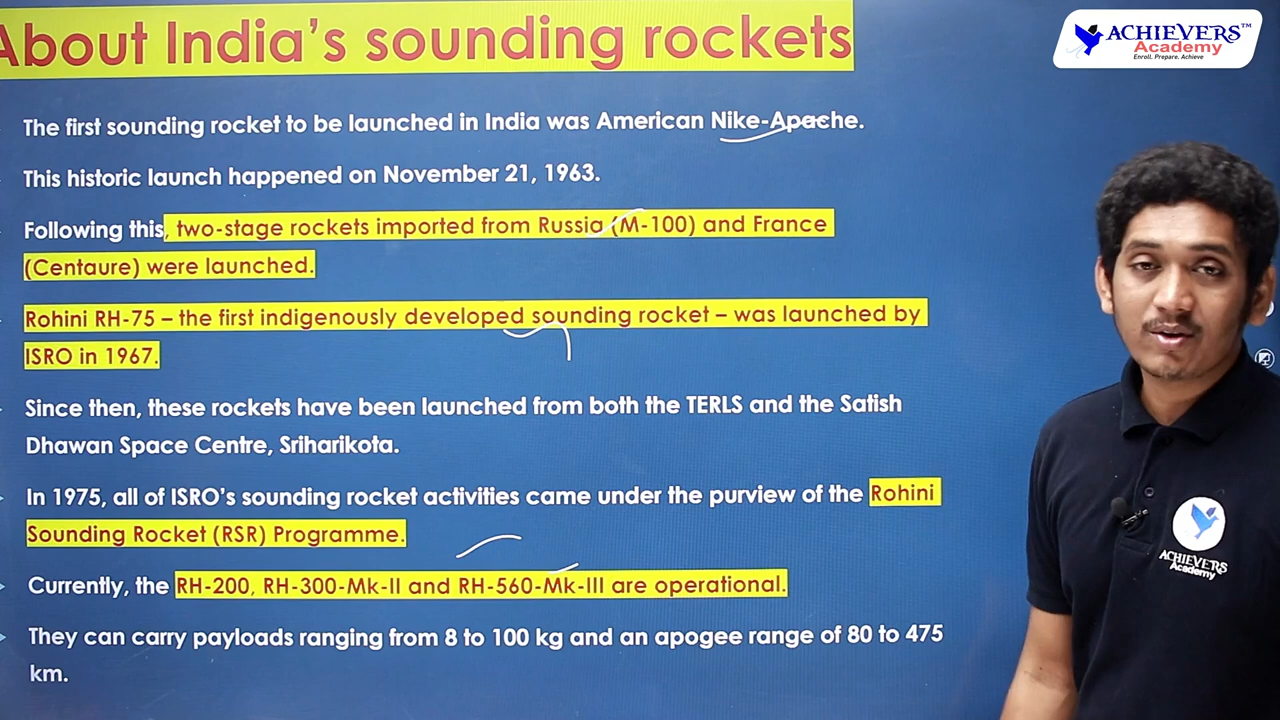 About India's sounding rockets
ACHIEVERS™
Academy
Enroll. Prepare. Achieve
The first sounding rocket to be launched in India was American Nike-Apache.
This historic launch happened on November 21, 1963.
Following this, two-stage rockets imported from Russia (M-100) and France
(Centaure) were launched.
Rohini RH-75 – the first indigenously developed sounding rocket – was launched by
ISRO in 1967.
Since then, these rockets have been launched from both the TERLS and the Satish
Dhawan Space Centre, Sriharikota.
In 1975, all of ISRO's sounding rocket activities came under the purview of the Rohini
Sounding Rocket (RSR) Programme.
Currently, the RH-200, RH-300-Mk-II and RH-560-Mk-III are operational.
They can carry payloads ranging from 8 to 100 kg and an apogee range of 80 to 475
km.
ACHIEVERS
Academy